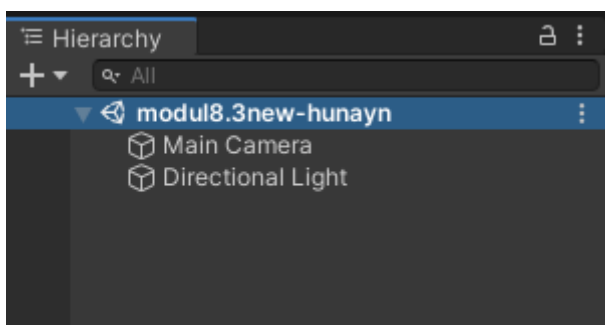 Hierarchy
All
modul8.3new-hunayn
Main Camera
Directional Light